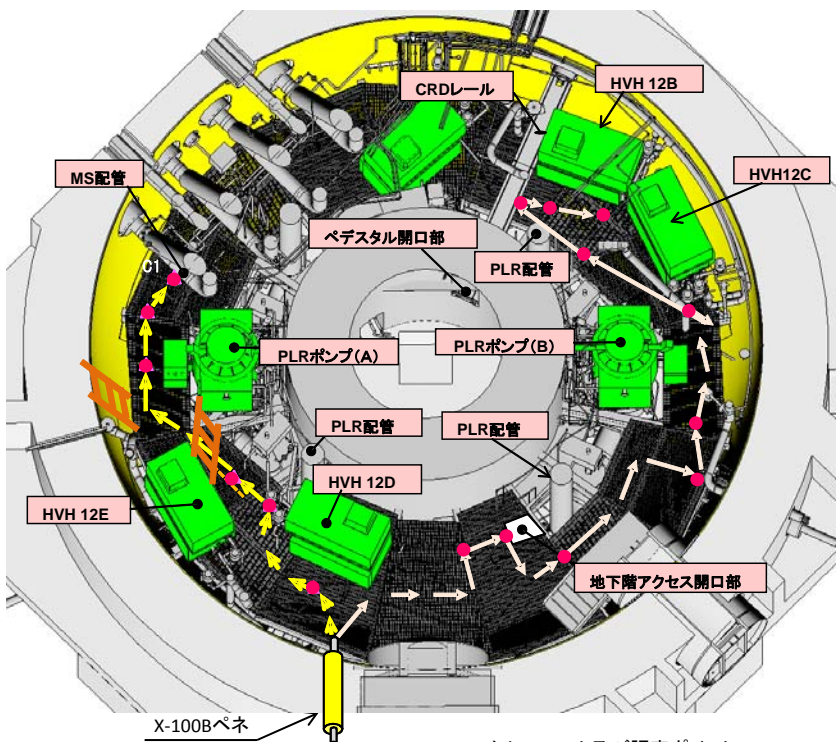 CRDレール
HVH 12B
MS配管
HVH12C
ペデスタル開口部
C1
PLR配管
PLRポンプ(A)
PLRポンプ(B)
PLR配管
PLR配管
HVH 12D
HVH 12E
地下階アクセス開口部
X-100Bペネ